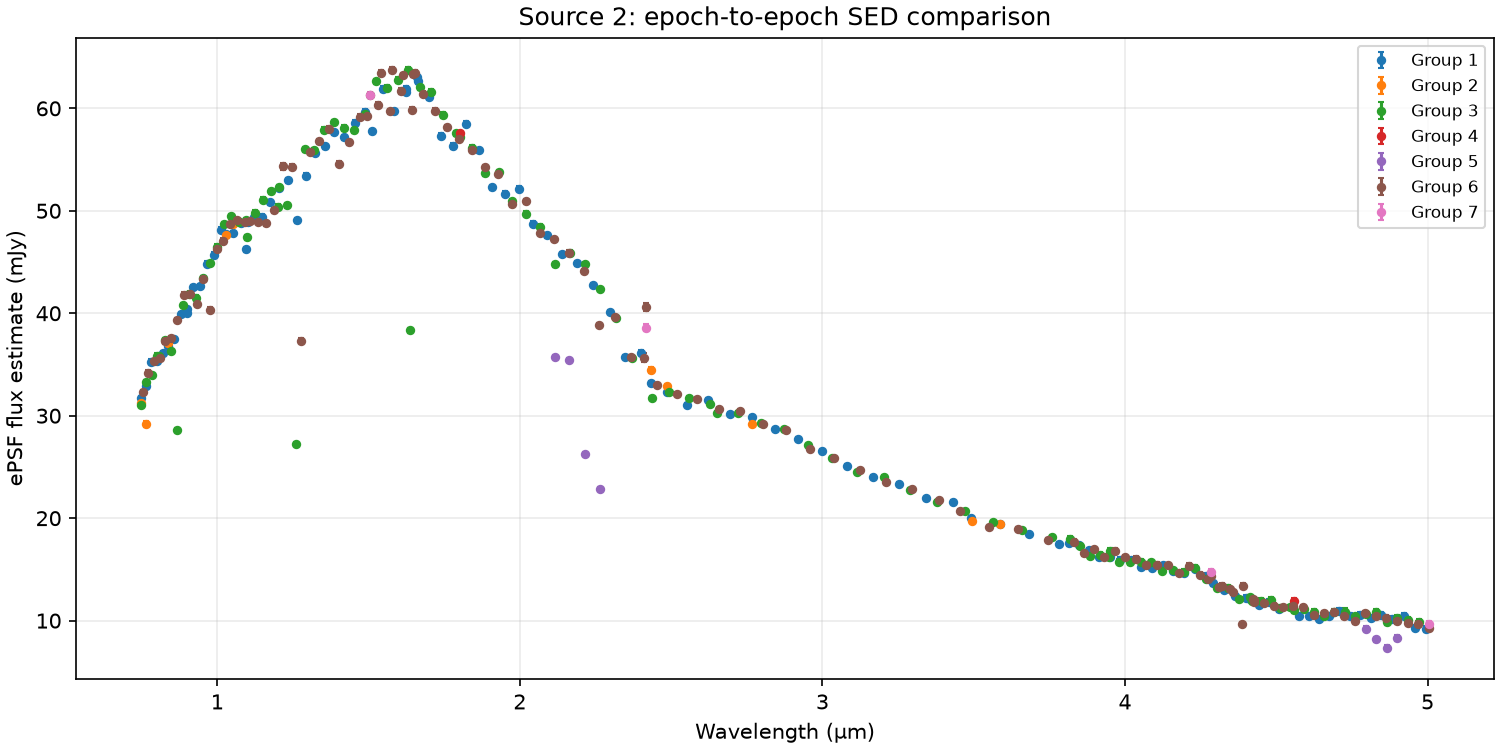 Source 2: epoch-to-epoch SED comparison
ePSF flux estimate (mJy)
60
50
40
30
20
10
1
2
3
4
5
Wavelength (µm)
Group 1
Group 2
Group 3
Group 4
Group 5
Group 6
Group 7